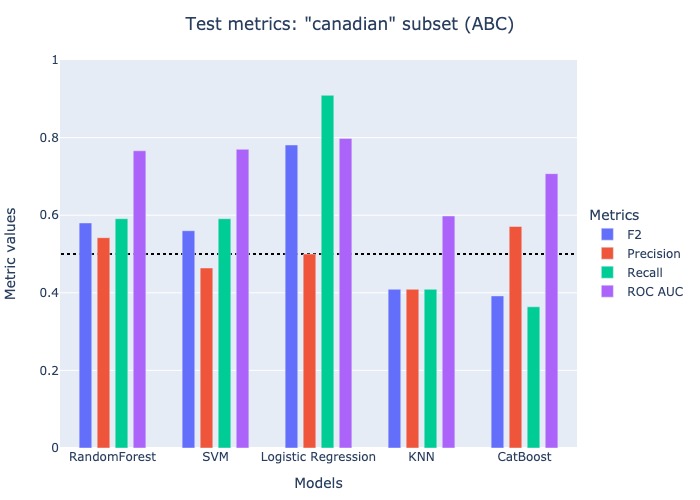 Test metrics: "canadian" subset (ABC)
1
0.8
0.6
0.4
0.2
0
Metric values
RandomForest SVM Logistic Regression KNN CatBoost
Models
Metrics
F2
Precision
Recall
ROC AUC